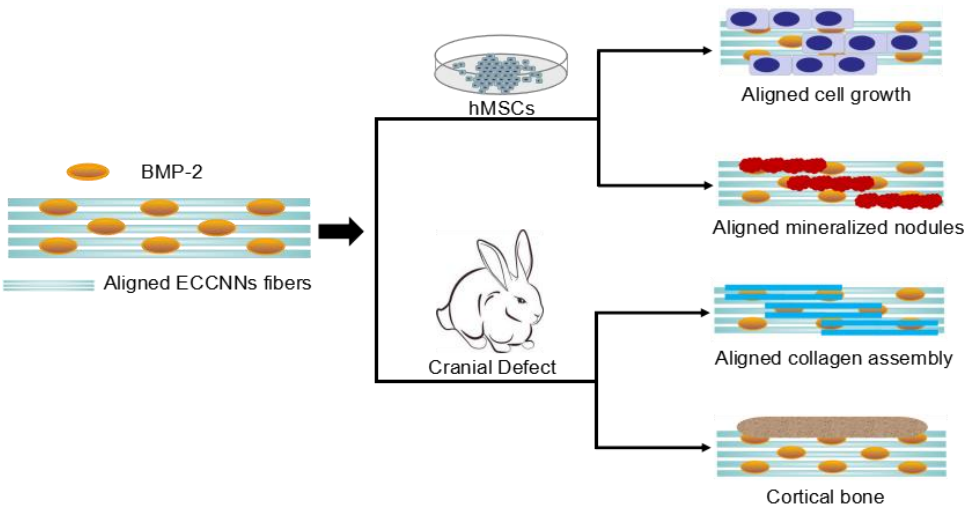 BMP-2
Aligned ECCNNs fibers
hMSCs
Cranial Defect
Aligned cell growth
Aligned mineralized nodules
Aligned collagen assembly
Cortical bone